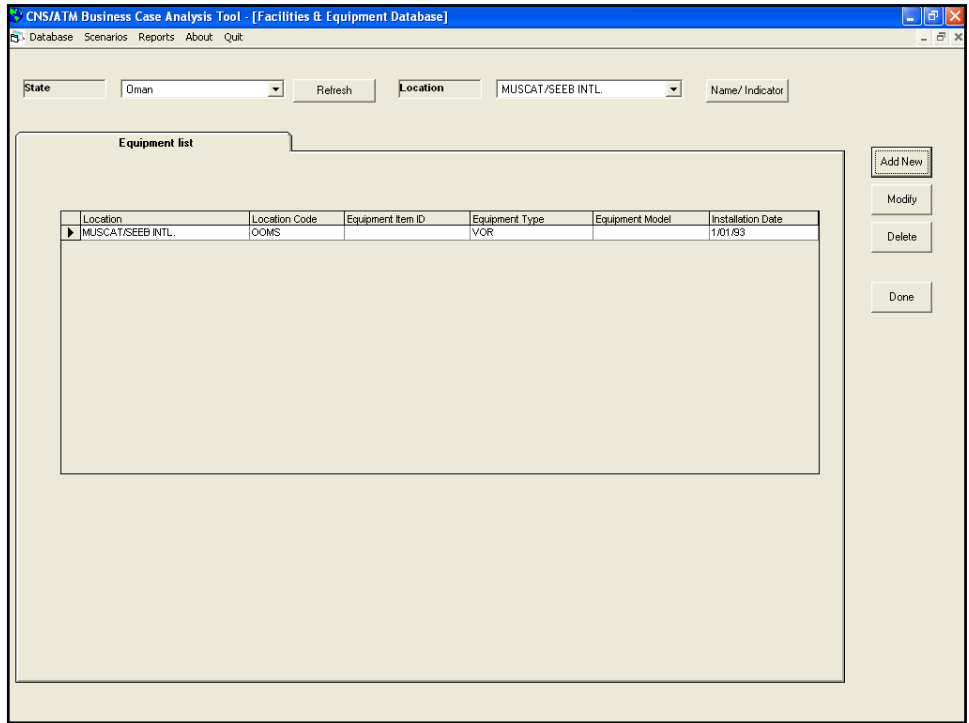 CNS/ATM Business Case Analysis Tool - [Facilities & Equipment Database]
Database Scenarios Reports About Quit
State Oman Refresh Location MUSCAT/SEEB INTL. Name/ Indicator
Equipment list
Add New
Modify
Location Location Code Equipment Item ID Equipment Type Equipment Model Installation Date
MUSCAT/SEEB INTL. OOMS VOR 1/01/93
Delete
Done